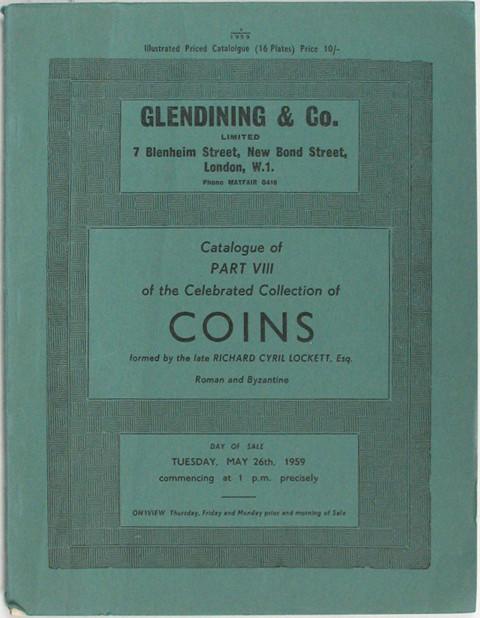 1959
Illustrated Priced Catalolgue (16 Plates) Price 10/-
GLENDINING & Co.
LIMITED
7 Blenheim Street, New Bond Street,
London, W.1.
Phone MAYFAIR 0416
Catalogue of
PART VIII
of the Celebrated Collection of
COINS
formed by the late RICHARD CYRIL LOCKETT, Esq.
Roman and Byzantine
DAY OF SALE
TUESDAY, MAY 26th, 1959
commencing at 1 p.m. precisely
ON VIEW Thursday, Friday and Monday prior and morning of Sale